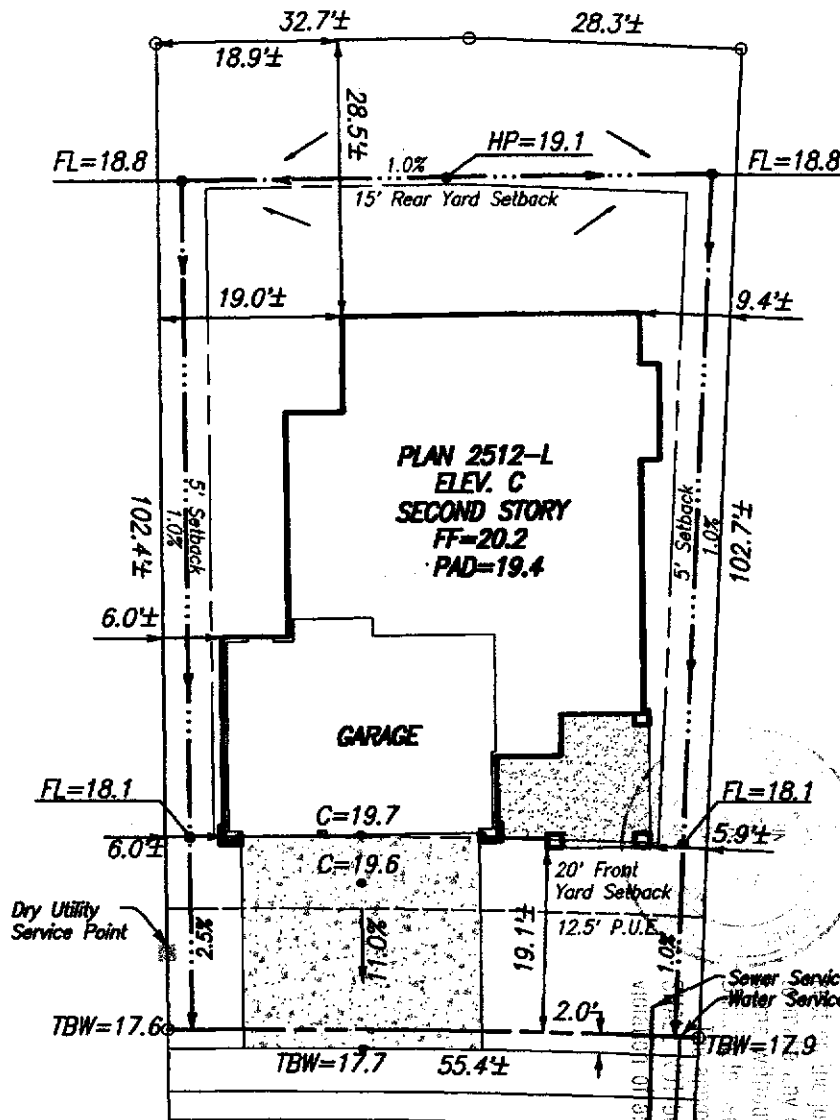 32.7'±
28.3'±
18.9'±
28.5'±
HP=19.1
FL=18.8
1.0%
FL=18.8
15' Rear Yard Setback
19.0'±
9.4'±
PLAN 2512-L
ELEV. C
SECOND STORY
FF=20.2
PAD=19.4
102.4'±
5' Setback
1.0%
5' Setback
1.0%
102.7'±
6.0'±
GARAGE
FL=18.1
C=19.7
FL=18.1
6.0'±
C=19.6
5.9'±
20' Front
Yard Setback
12.5' P.U.E.
Dry Utility
Service Point
2.5%
11.0%
19.1'±
1.0%
Sewer Servic
Water Service
TBW=17.6
2.0'
TBW=17.9
TBW=17.7
55.4'±